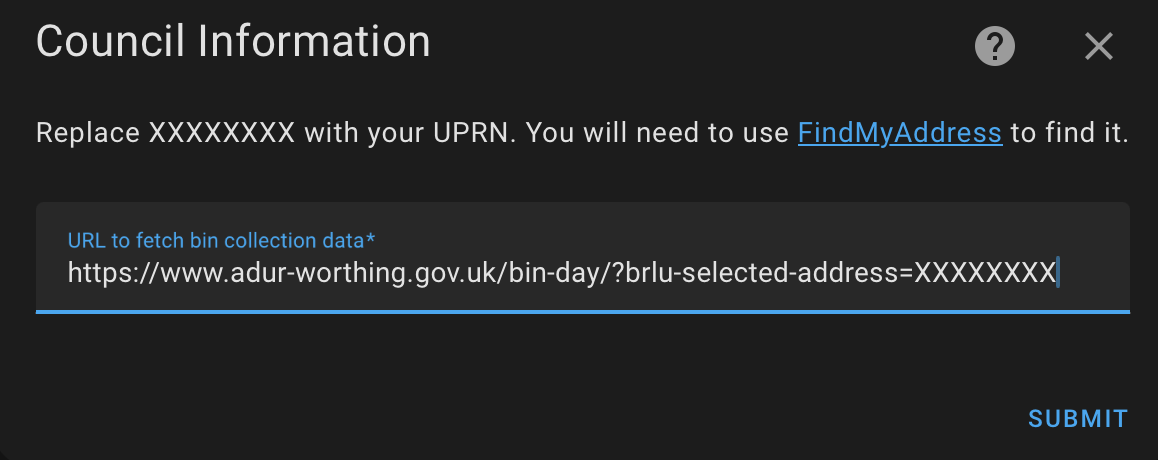 Council Information
Replace XXXXXXXX with your UPRN. You will need to use FindMyAddress to find it.
URL to fetch bin collection data*
https://www.adur-worthing.gov.uk/bin-day/?brlu-selected-address=XXXXXXXX
SUBMIT